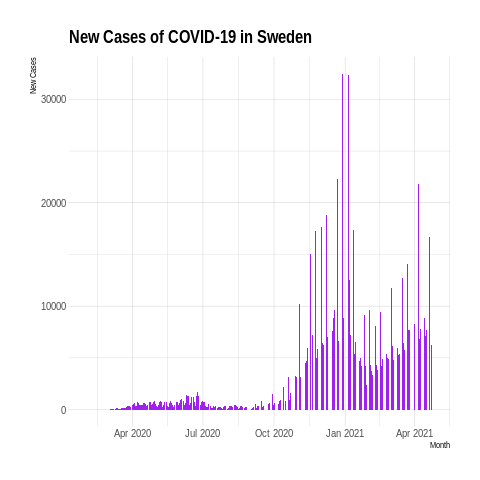 New Cases of COVID-19 in Sweden
New Cases
30000
20000
10000
0
Apr 2020 Jul 2020 Oct 2020 Jan 2021 Apr 2021
Month